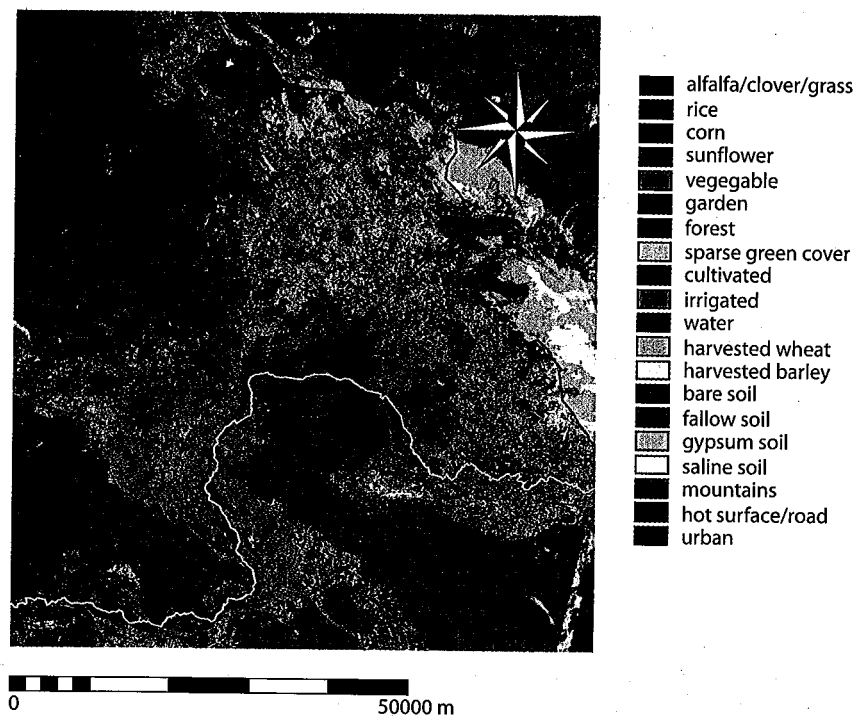 alfalfa/clover/grass
rice
corn
sunflower
vegegable
garden
forest
sparse green cover
cultivated
irrigated
water
harvested wheat
harvested barley
bare soil
fallow soil
gypsum soil
saline soil
mountains
hot surface/road
urban
0 50000 m